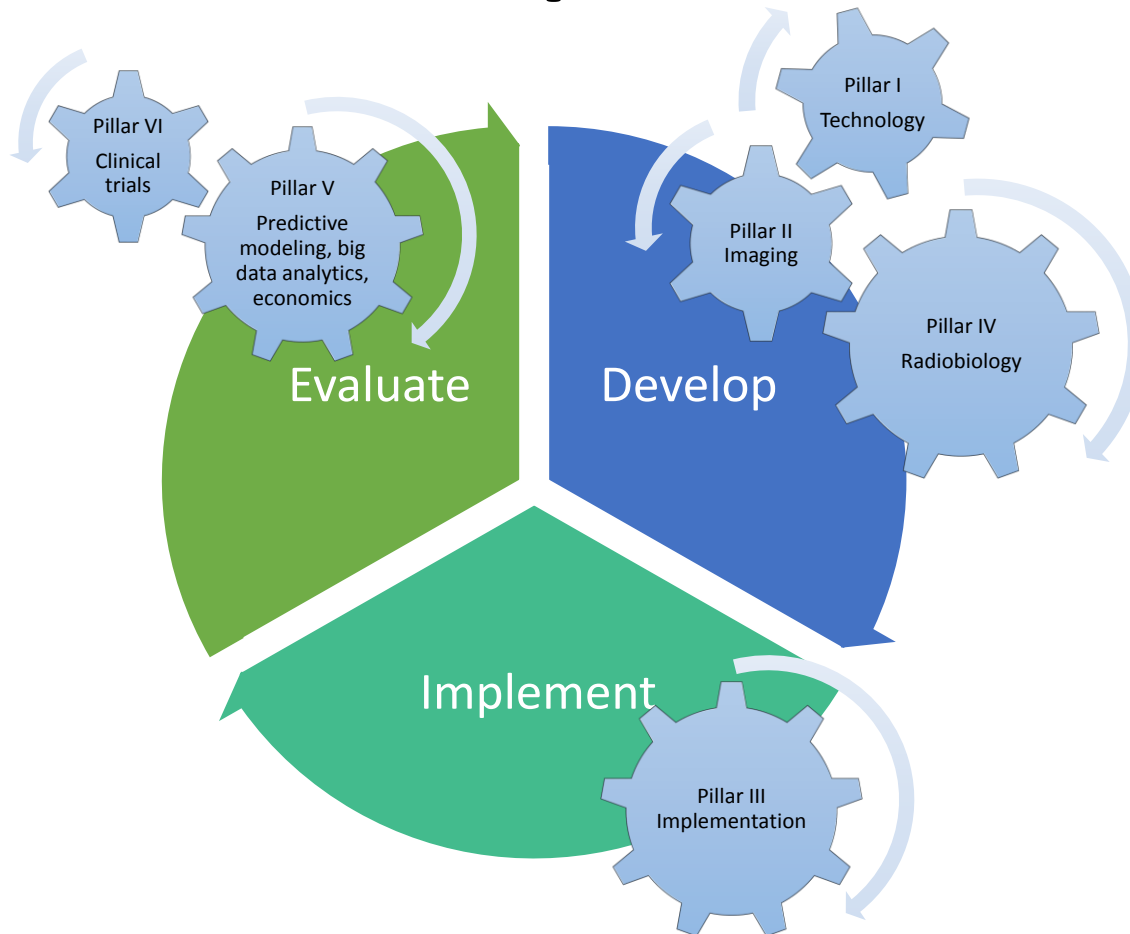 Pillar I
Technology
Pillar VI
Clinical
trials
Pillar V
Predictive
modeling, big
data analytics,
economics
Pillar II
Imaging
Pillar IV
Radiobiology
Evaluate
Develop
Implement
Pillar III
Implementation